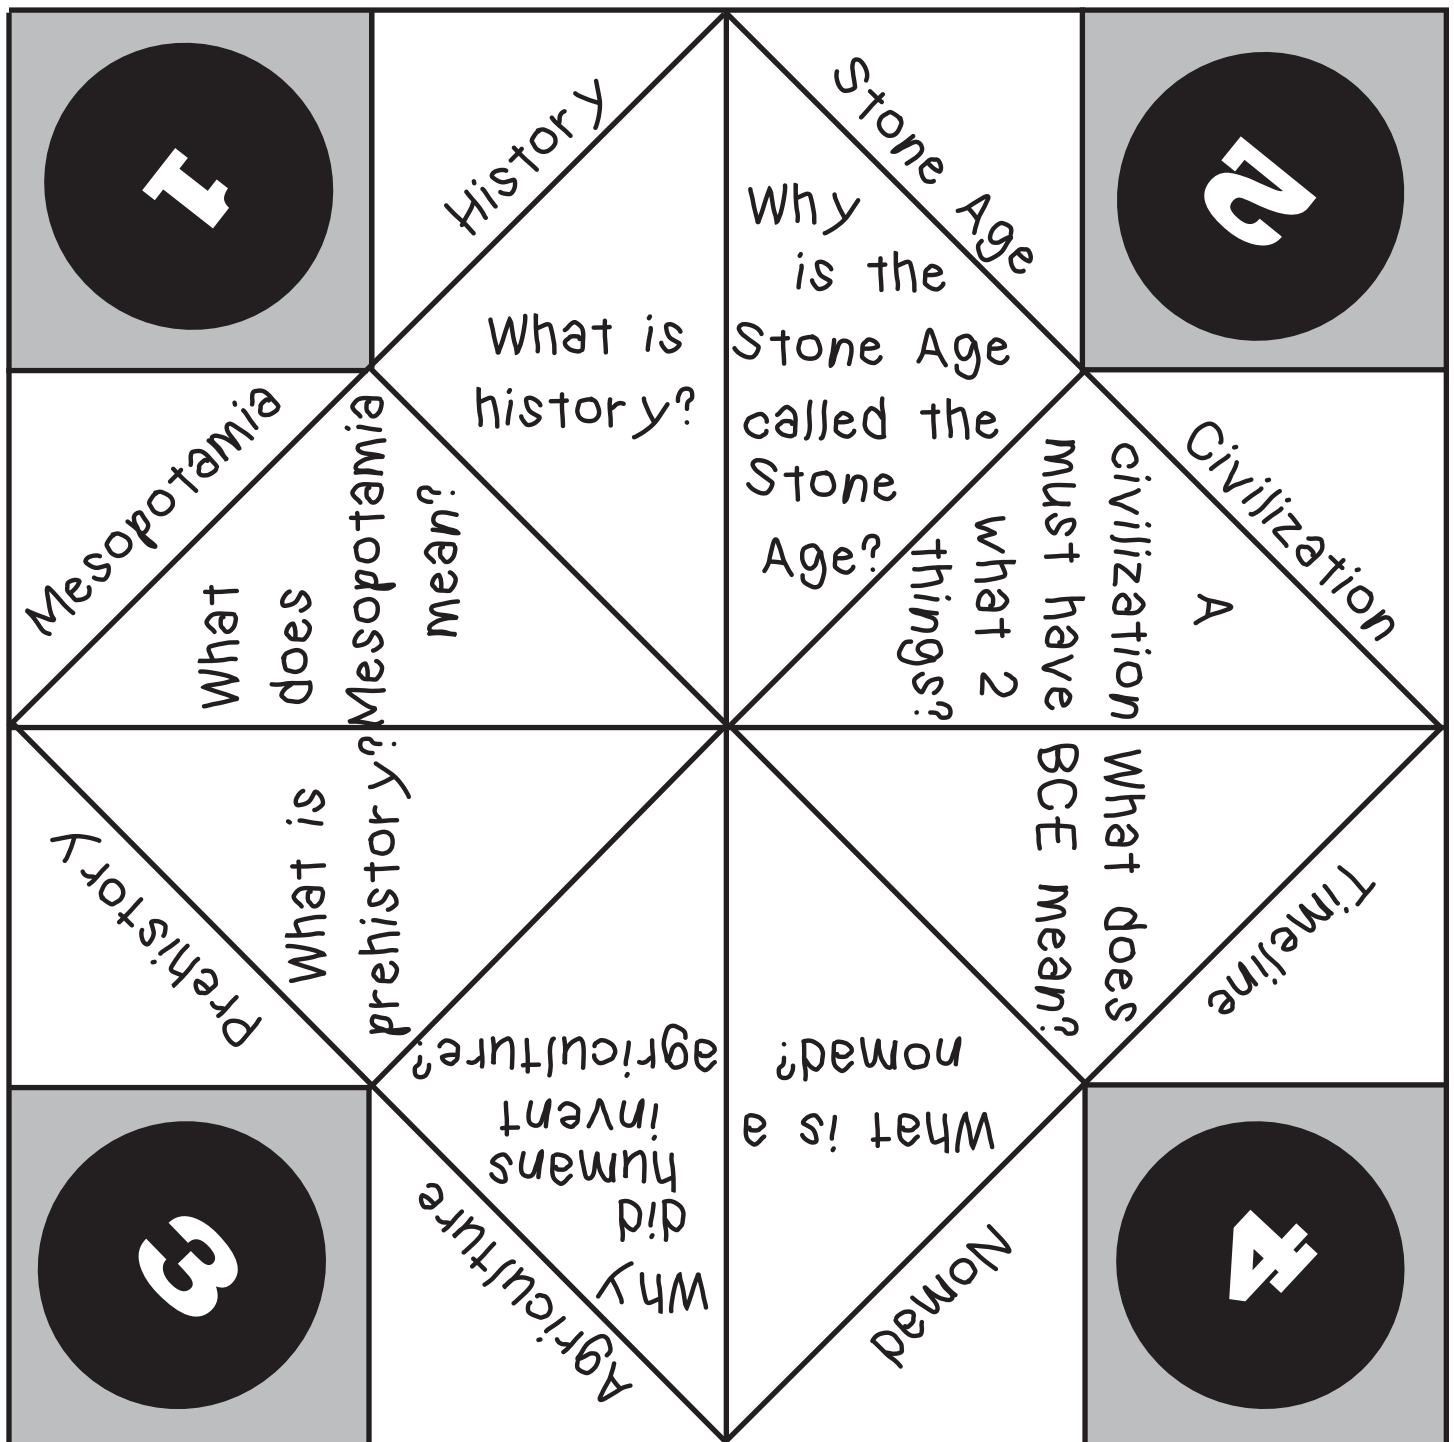 1
History
Stone Age
2
What is
history?
Why
is the
Stone Age
called the
Stone
Age?
Mesopotamia
What
does
Mesopotamia
mean?
Civilization
A
civilization
must have
what 2
things?
Prehistory
What is
prehistory?
Timeline
What does
BCE mean?
Agriculture
Why
did
humans
invent
agriculture?
Nomad
What is a
nomad?
3
4